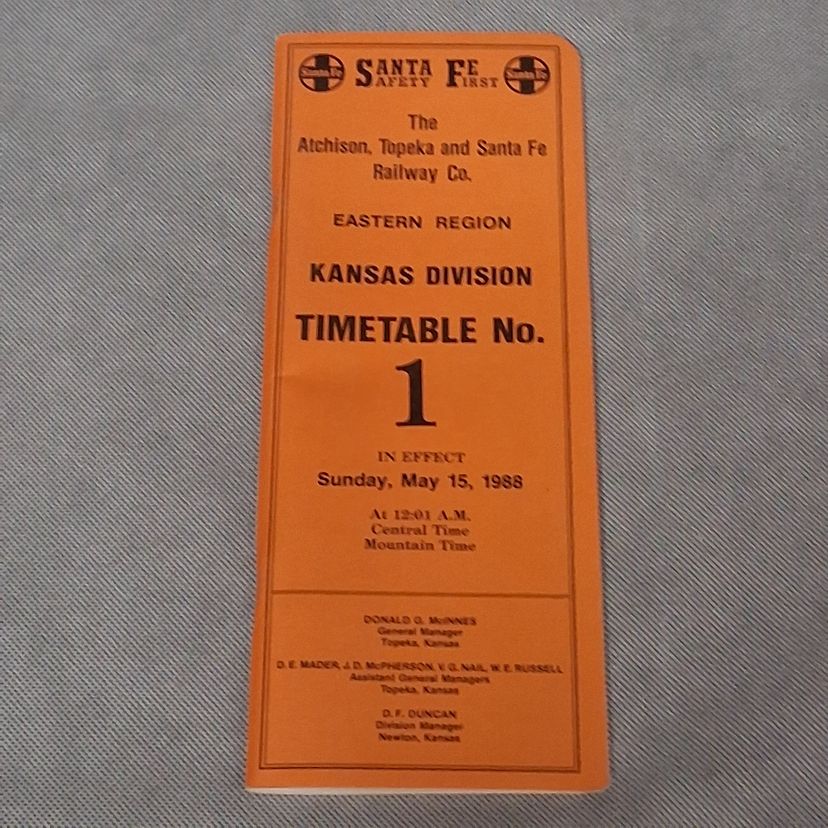 Santa Fe SANTA FE Santa Fe
SAFETY FIRST
The
Atchison, Topeka and Santa Fe
Railway Co.
EASTERN REGION
KANSAS DIVISION
TIMETABLE No.
1
IN EFFECT
Sunday, May 15, 1988
At 12:01 A.M.
Central Time
Mountain Time
DONALD G. McINNES
General Manager
Topeka, Kansas
D. E. MADER, J. D. McPHERSON, V. G. NAIL, W. E. RUSSELL
Assistant General Managers
Topeka, Kansas
D. F. DUNCAN
Division Manager
Newton, Kansas